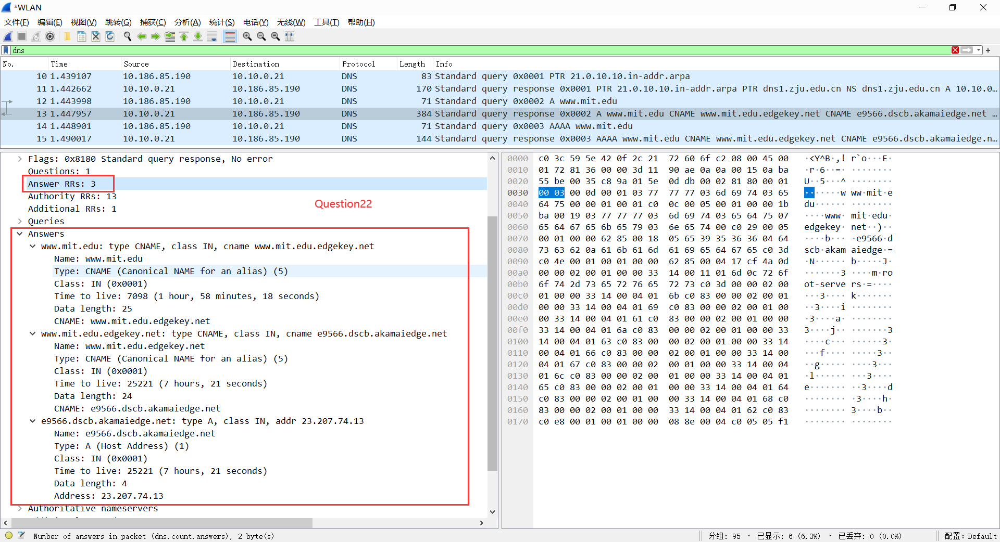 *WLAN
文件(F) 编辑(E) 视图(V) 跳转(G) 捕获(C) 分析(A) 统计(S) 电话(Y) 无线(W) 工具(T) 帮助(H)
dns
No. Time Source Destination Protocol Length Info
10 1.439107 10.186.85.190 10.10.0.21 DNS 83 Standard query 0x0001 PTR 21.0.10.10.in-addr.arpa
11 1.442662 10.10.0.21 10.186.85.190 DNS 170 Standard query response 0x0001 PTR 21.0.10.10.in-addr.arpa PTR dns1.zju.edu.cn NS dns1.zju.edu.cn A 10.10.0…
12 1.443998 10.186.85.190 10.10.0.21 DNS 71 Standard query 0x0002 A www.mit.edu
13 1.447957 10.10.0.21 10.186.85.190 DNS 384 Standard query response 0x0002 A www.mit.edu CNAME www.mit.edu.edgekey.net CNAME e9566.dscb.akamaiedge.net …
14 1.448901 10.186.85.190 10.10.0.21 DNS 71 Standard query 0x0003 AAAA www.mit.edu
15 1.490017 10.10.0.21 10.186.85.190 DNS 144 Standard query response 0x0003 AAAA www.mit.edu CNAME www.mit.edu.edgekey.net CNAME e9566.dscb.akamaiedge.n…
Flags: 0x8180 Standard query response, No error
Questions: 1
Answer RRs: 3
Authority RRs: 13
Question22
Additional RRs: 1
Queries
Answers
www.mit.edu: type CNAME, class IN, cname www.mit.edu.edgekey.net
Name: www.mit.edu
Type: CNAME (Canonical NAME for an alias) (5)
Class: IN (0x0001)
Time to live: 7098 (1 hour, 58 minutes, 18 seconds)
Data length: 25
CNAME: www.mit.edu.edgekey.net
www.mit.edu.edgekey.net: type CNAME, class IN, cname e9566.dscb.akamaiedge.net
Name: www.mit.edu.edgekey.net
Type: CNAME (Canonical NAME for an alias) (5)
Class: IN (0x0001)
Time to live: 25221 (7 hours, 21 seconds)
Data length: 24
CNAME: e9566.dscb.akamaiedge.net
e9566.dscb.akamaiedge.net: type A, class IN, addr 23.207.74.13
Name: e9566.dscb.akamaiedge.net
Type: A (Host Address) (1)
Class: IN (0x0001)
Time to live: 25221 (7 hours, 21 seconds)
Data length: 4
Address: 23.207.74.13
Authoritative nameservers
0000 c0 3c 59 5e 42 0f 2c 21 72 60 6f c2 08 00 45 00 ·<Y^B·,! r`o···E·
0010 01 72 81 36 00 00 3d 11 90 ae 0a 0a 00 15 0a ba ·r·6··=· ········
0020 55 be 00 35 c8 9a 01 5e 0d db 00 02 81 80 00 01 U··5···^ ········
0030 00 03 00 0d 00 01 03 77 77 77 03 6d 69 74 03 65 ·······w ww·mit·e
0040 64 75 00 00 01 00 01 c0 0c 00 05 00 01 00 00 1b du······ ········
0050 ba 00 19 03 77 77 77 03 6d 69 74 03 65 64 75 07 ····www· mit·edu·
0060 65 64 67 65 6b 65 79 03 6e 65 74 00 c0 29 00 05 edgekey· net··)··
0070 00 01 00 00 62 85 00 18 05 65 39 35 36 36 04 64 ····b··· ·e9566·d
0080 73 63 62 0a 61 6b 61 6d 61 69 65 64 67 65 c0 3d scb·akam aiedge·=
0090 c0 4e 00 01 00 01 00 00 62 85 00 04 17 cf 4a 0d ·N······ b·····J·
00a0 00 00 02 00 01 00 00 33 14 00 11 01 6d 0c 72 6f ·······3 ····m·ro
00b0 6f 74 2d 73 65 72 76 65 72 73 c0 3d 00 00 02 00 ot-serve rs·=····
00c0 01 00 00 33 14 00 04 01 6b c0 83 00 00 02 00 01 ···3···· k·······
00d0 00 00 33 14 00 04 01 69 c0 83 00 00 02 00 01 00 ··3····i ········
00e0 00 33 14 00 04 01 61 c0 83 00 00 02 00 01 00 00 ·3····a· ········
00f0 33 14 00 04 01 6a c0 83 00 00 02 00 01 00 00 33 3····j·· ·······3
0100 14 00 04 01 63 c0 83 00 00 02 00 01 00 00 33 14 ····c··· ······3·
0110 00 04 01 66 c0 83 00 00 02 00 01 00 00 33 14 00 ···f···· ·····3··
0120 04 01 67 c0 83 00 00 02 00 01 00 00 33 14 00 04 ··g····· ····3···
0130 01 6c c0 83 00 00 02 00 01 00 00 33 14 00 04 01 ·l······ ···3····
0140 65 c0 83 00 00 02 00 01 00 00 33 14 00 04 01 64 e······· ··3····d
0150 c0 83 00 00 02 00 01 00 00 33 14 00 04 01 68 c0 ········ ·3····h·
0160 83 00 00 02 00 01 00 00 33 14 00 04 01 62 c0 83 ········ 3····b··
0170 c0 e8 00 01 00 01 00 00 08 8e 00 04 c0 05 05 f1 ········ ········
Number of answers in packet (dns.count.answers), 2 byte(s)
分组: 95 · 已显示: 6 (6.3%) · 已丢弃: 0 (0.0%)
配置: Default